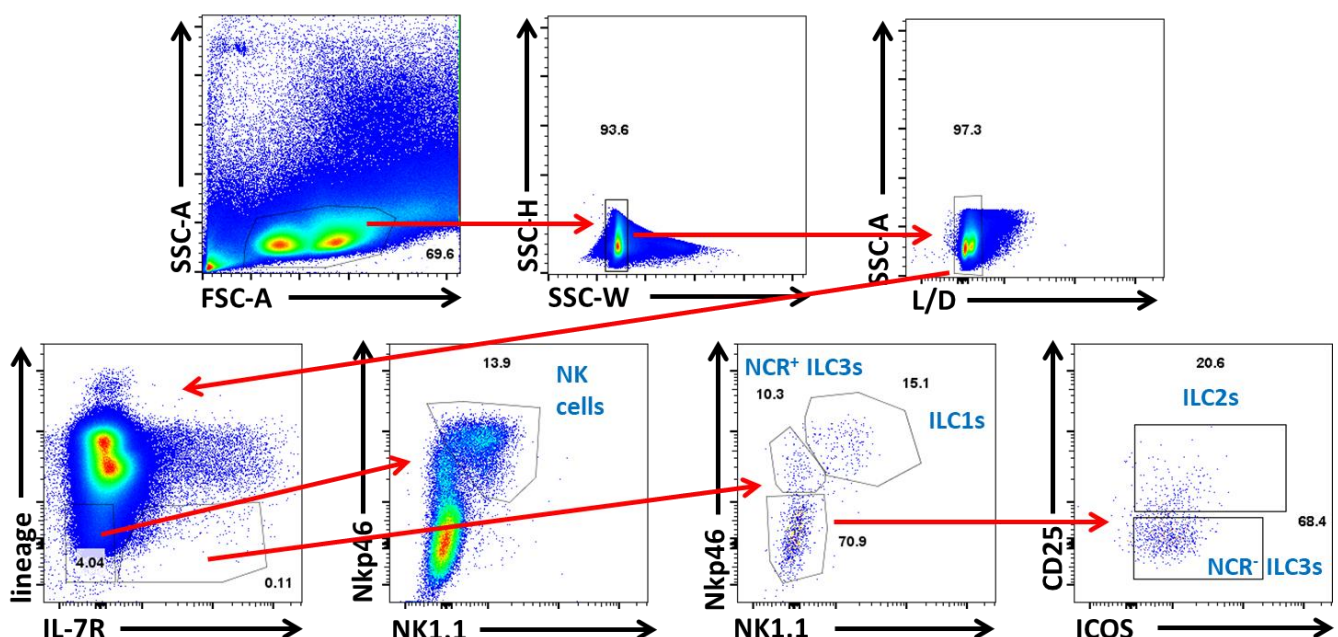 SSC-A
69.6
FSC-A
93.6
SSC-H
SSC-W
97.3
SSC-A
L/D
lineage
4.04
0.11
IL-7R
13.9
NK
cells
Nkp46
NK1.1
NCR⁺ ILC3s
10.3
15.1
ILC1s
70.9
Nkp46
NK1.1
20.6
ILC2s
68.4
NCR⁻ ILC3s
CD25
ICOS